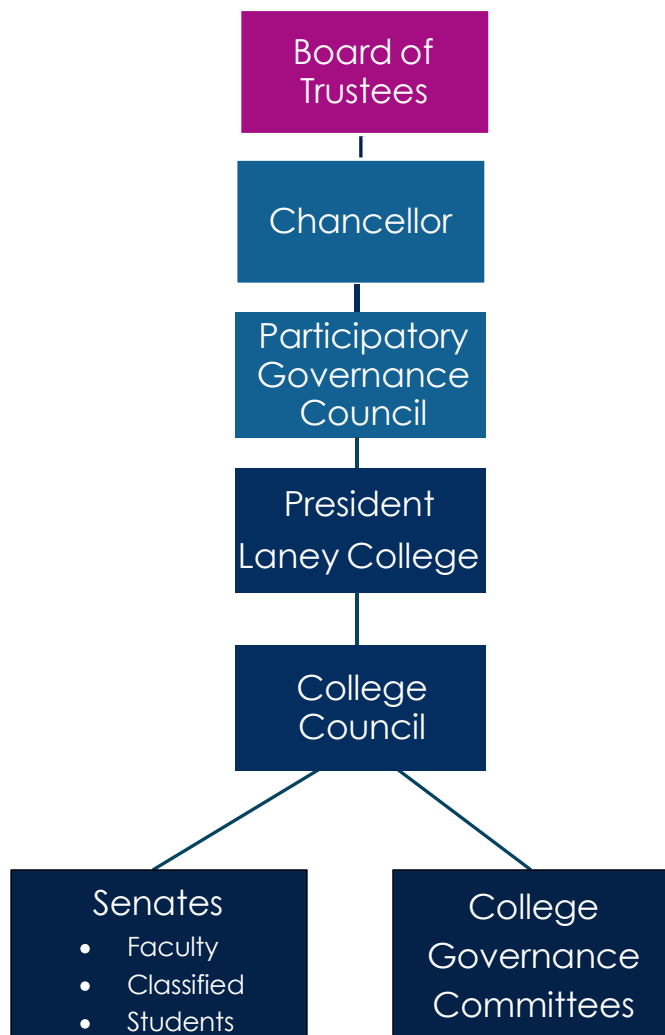 Board of
Trustees
Chancellor
Participatory
Governance
Council
President
Laney College
College
Council
Senates
• Faculty
• Classified
• Students
College
Governance
Committees